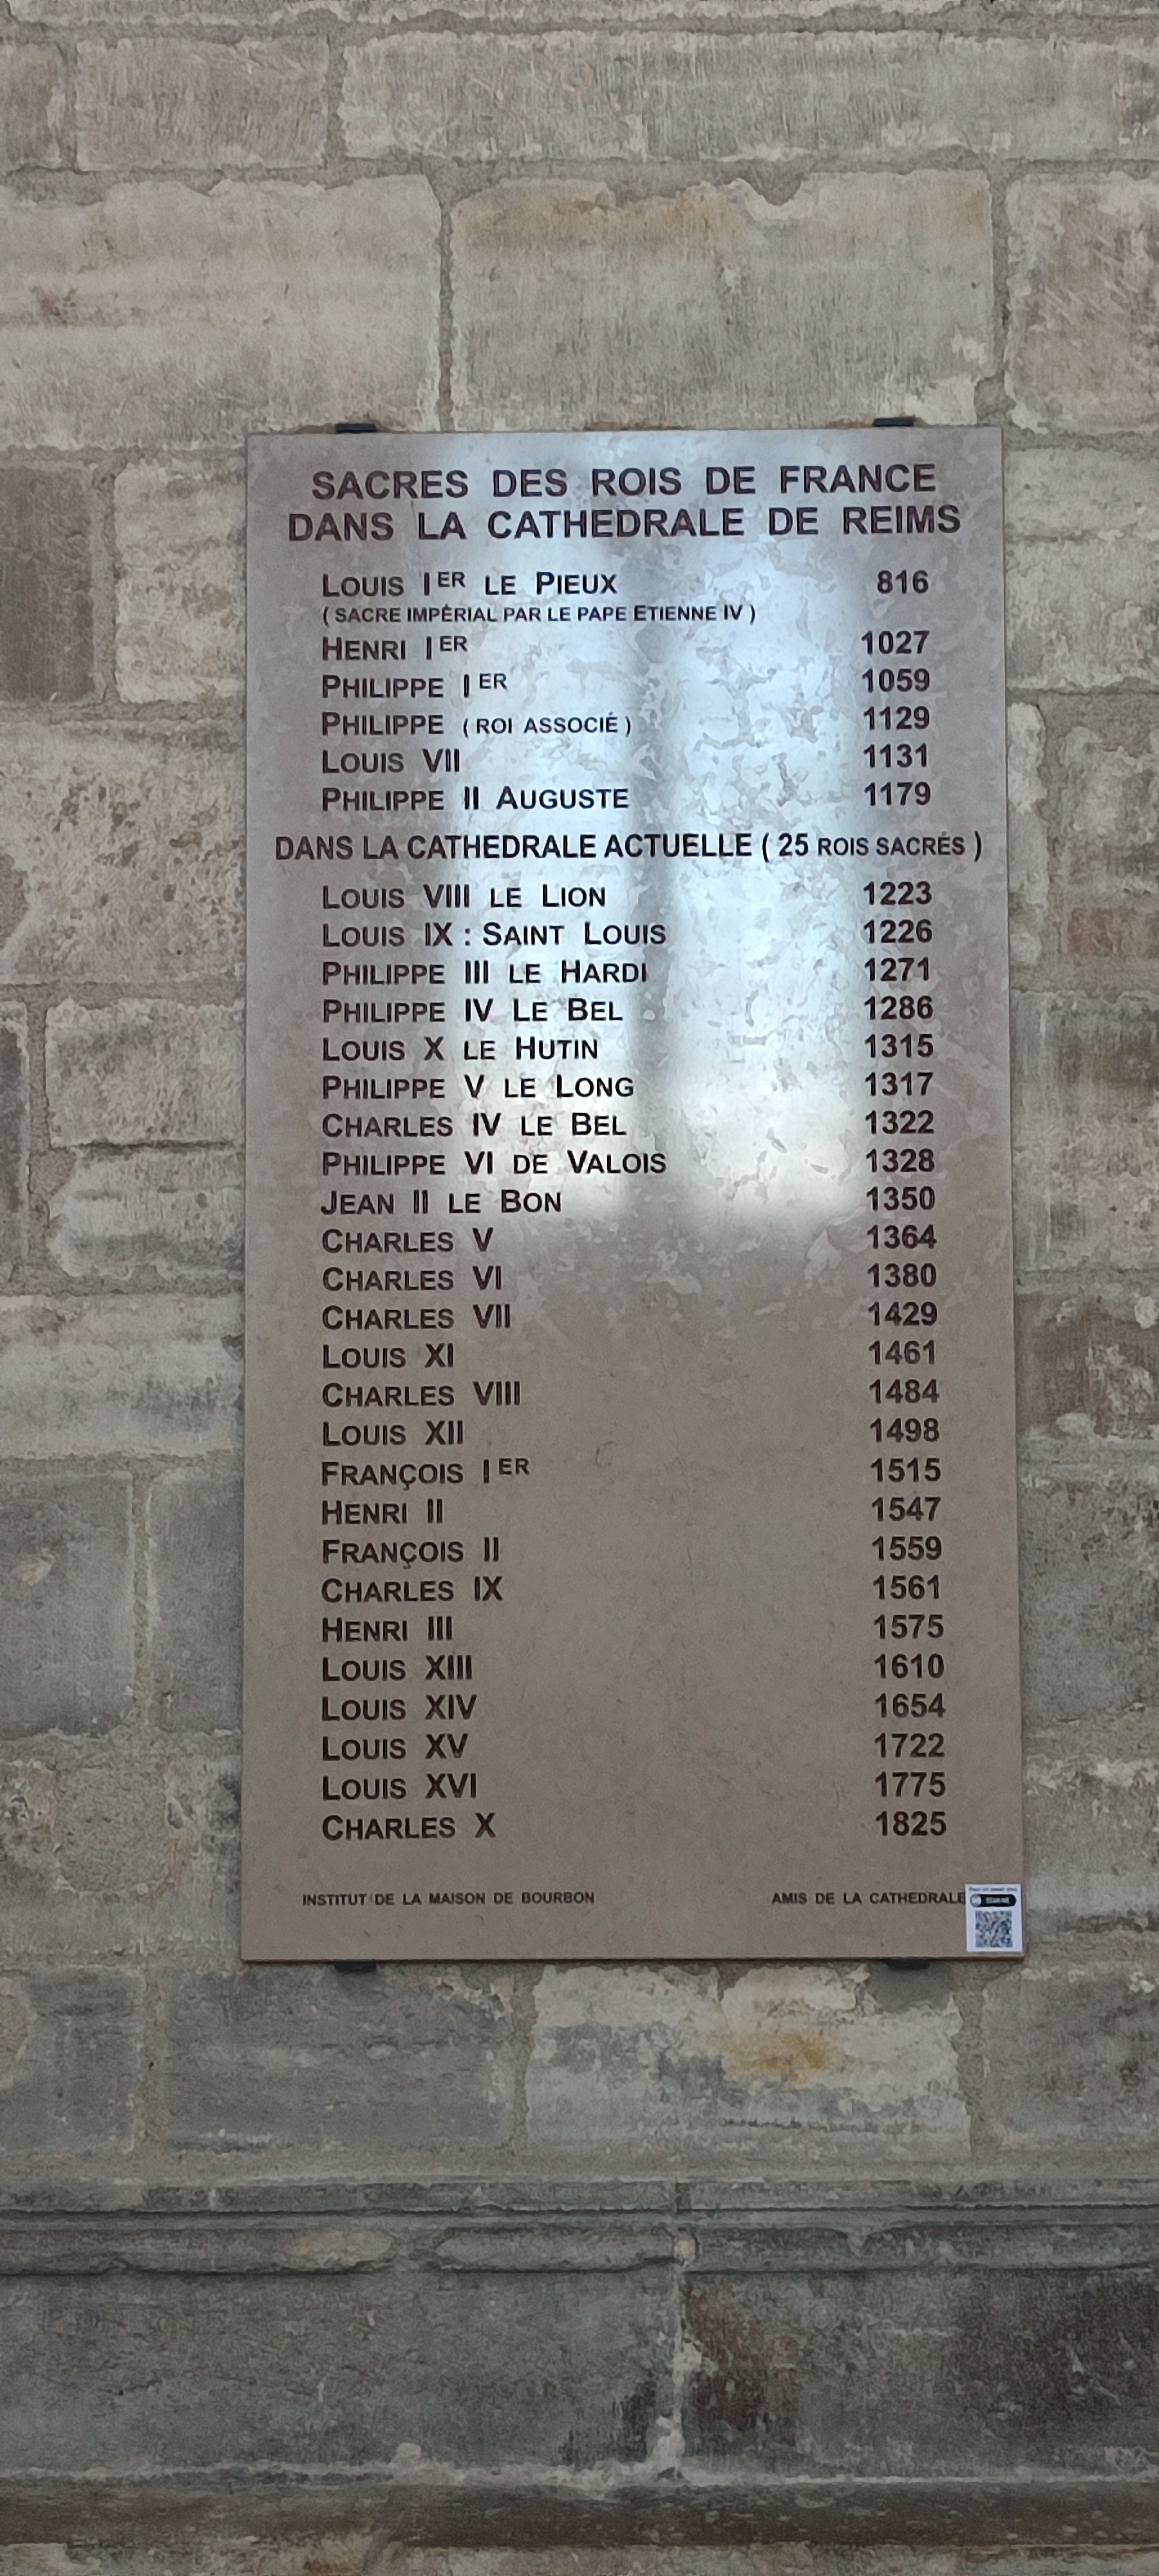 SACRES DES ROIS DE FRANCE
DANS LA CATHEDRALE DE REIMS
LOUIS IER LE PIEUX 816
( SACRE IMPÉRIAL PAR LE PAPE ETIENNE IV )
HENRI IER 1027
PHILIPPE IER 1059
PHILIPPE ( ROI ASSOCIÉ ) 1129
LOUIS VII 1131
PHILIPPE II AUGUSTE 1179
DANS LA CATHEDRALE ACTUELLE ( 25 ROIS SACRÉS )
LOUIS VIII LE LION 1223
LOUIS IX : SAINT LOUIS 1226
PHILIPPE III LE HARDI 1271
PHILIPPE IV LE BEL 1286
LOUIS X LE HUTIN 1315
PHILIPPE V LE LONG 1317
CHARLES IV LE BEL 1322
PHILIPPE VI DE VALOIS 1328
JEAN II LE BON 1350
CHARLES V 1364
CHARLES VI 1380
CHARLES VII 1429
LOUIS XI 1461
CHARLES VIII 1484
LOUIS XII 1498
FRANÇOIS IER 1515
HENRI II 1547
FRANÇOIS II 1559
CHARLES IX 1561
HENRI III 1575
LOUIS XIII 1610
LOUIS XIV 1654
LOUIS XV 1722
LOUIS XVI 1775
CHARLES X 1825
INSTITUT DE LA MAISON DE BOURBON AMIS DE LA CATHEDRALE